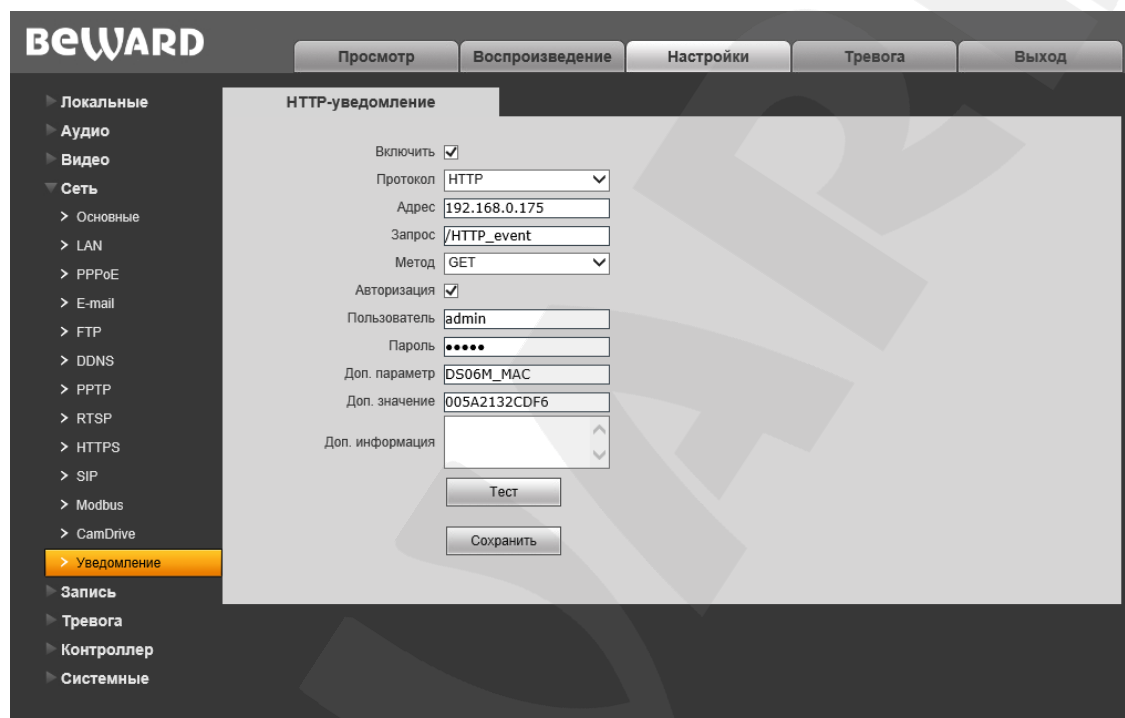 BEWARD
Просмотр
Воспроизведение
Настройки
Тревога
Выход
Локальные
Аудио
Видео
Сеть
Основные
LAN
PPPoE
E-mail
FTP
DDNS
PPTP
RTSP
HTTPS
SIP
Modbus
CamDrive
Уведомление
Запись
Тревога
Контроллер
Системные
HTTP-уведомление
Включить
Протокол HTTP
Адрес 192.168.0.175
Запрос /HTTP_event
Метод GET
Авторизация
Пользователь admin
Пароль •••••
Доп. параметр DS06M_MAC
Доп. значение 005A2132CDF6
Доп. информация
Тест
Сохранить